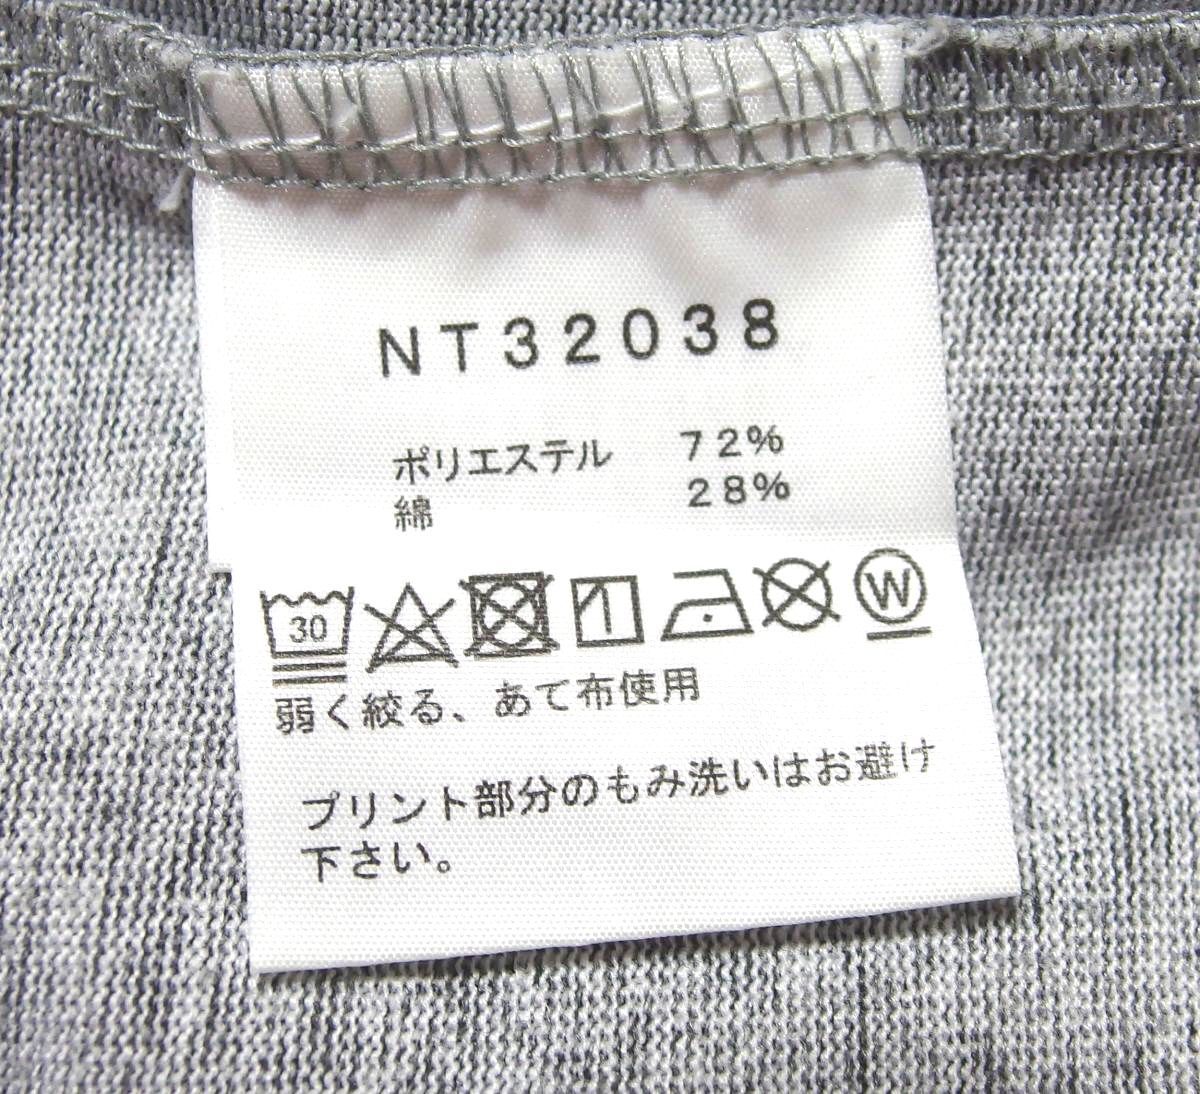 NT32038
ポリエステル 72%
綿 28%
30 W
弱く絞る、あて布使用
プリント部分のもみ洗いはお避け
下さい。